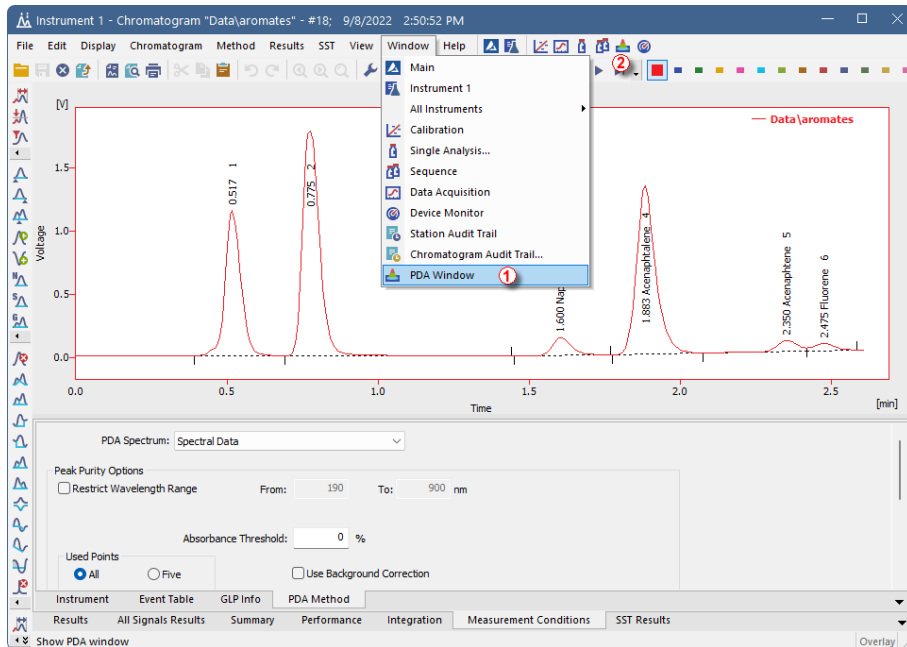 Instrument 1 - Chromatogram "Data\aromates" - #18; 9/8/2022 2:50:52 PM
File Edit Display Chromatogram Method Results SST View Window Help
2
Main
Instrument 1
All Instruments
Calibration
Single Analysis...
Sequence
Data Acquisition
Device Monitor
Station Audit Trail
Chromatogram Audit Trail...
PDA Window 1
[V]
Data\aromates
1.5
1.0
0.5
0.0
Voltage
0.517 1
0.775 2
1.600 Nap
1.883 Acenaphtalene 4
2.350 Acenaphtene 5
2.475 Fluorene 6
0.0 0.5 1.0 1.5 2.0 2.5
[min]
Time
PDA Spectrum: Spectral Data
Peak Purity Options
Restrict Wavelength Range From: 190 To: 900 nm
Absorbance Threshold: 0 %
Used Points
All Five Use Background Correction
Instrument Event Table GLP Info PDA Method
Results All Signals Results Summary Performance Integration Measurement Conditions SST Results
Show PDA window Overlay